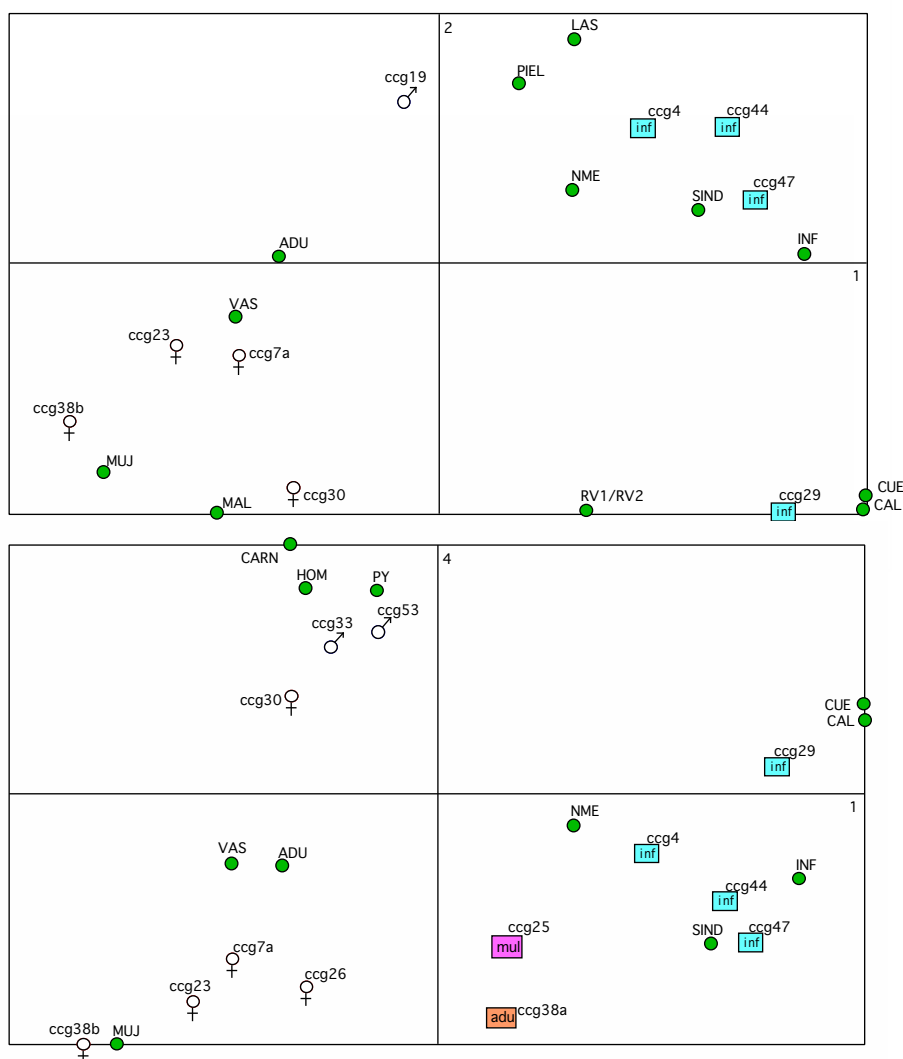 LAS
2
PIEL
ccg19
ccg4
ccg44
inf
inf
NME
ccg47
SIND
inf
INF
ADU
1
VAS
ccg23
ccg7a
ccg38b
MUJ
MAL
ccg30
RV1/RV2
ccg29
CUE
inf
CAL
CARN
4
HOM
PY
ccg53
ccg33
ccg30
CUE
CAL
ccg29
inf
1
NME
VAS
ADU
ccg4
inf
INF
ccg44
inf
ccg25
SIND
ccg47
mul
inf
ccg7a
ccg26
ccg23
adu
ccg38a
ccg38b
MUJ